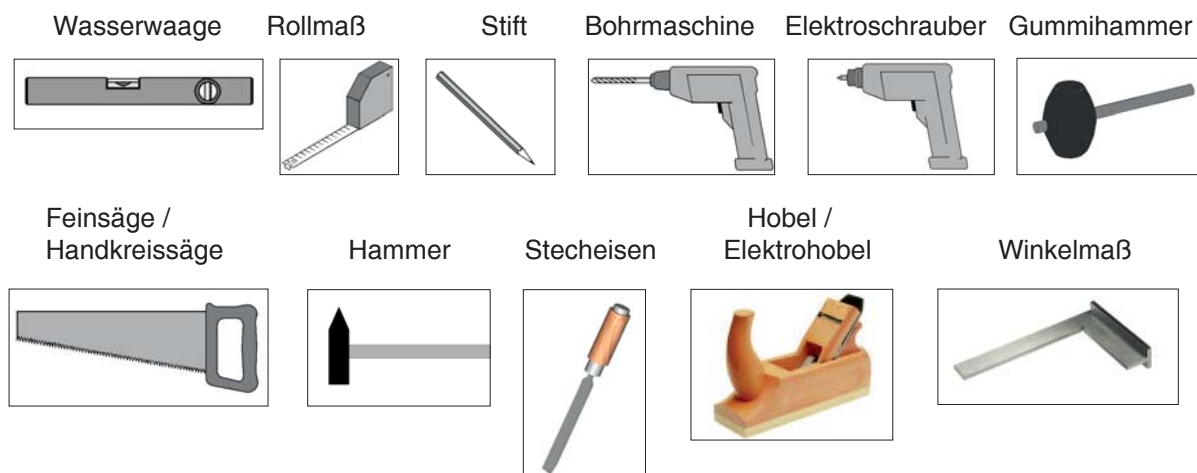 Wasserwaage Rollmaß Stift Bohrmaschine Elektroschrauber Gummihammer
Feinsäge /
Handkreissäge
Hammer
Stecheisen
Hobel /
Elektrohobel
Winkelmaß